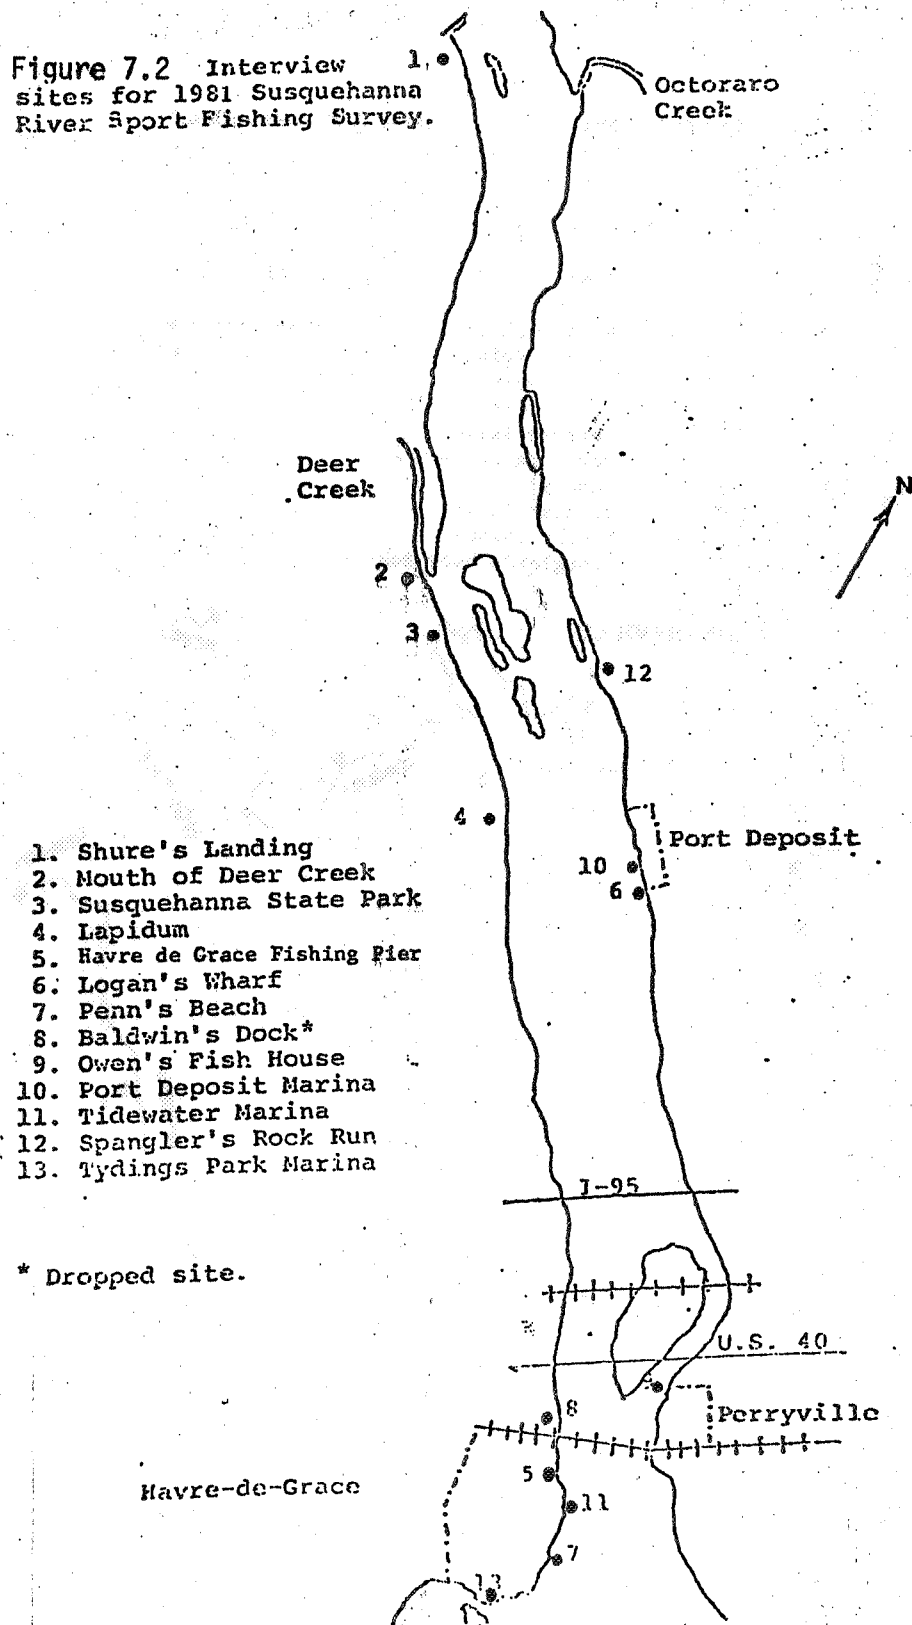 Figure 7.2 Interview
sites for 1981 Susquehanna
River Sport Fishing Survey.
1.
Octoraro
Creek
Deer
Creek
N
2
3
12
4
Port Deposit
10
6
1. Shure's Landing
2. Mouth of Deer Creek
3. Susquehanna State Park
4. Lapidum
5. Havre de Grace Fishing Pier
6. Logan's Wharf
7. Penn's Beach
8. Baldwin's Dock*
9. Owen's Fish House
10. Port Deposit Marina
11. Tidewater Marina
12. Spangler's Rock Run
13. Tydings Park Marina
I-95
* Dropped site.
U.S. 40
9
8
Perryville
5
Havre-de-Grace
11
7
13